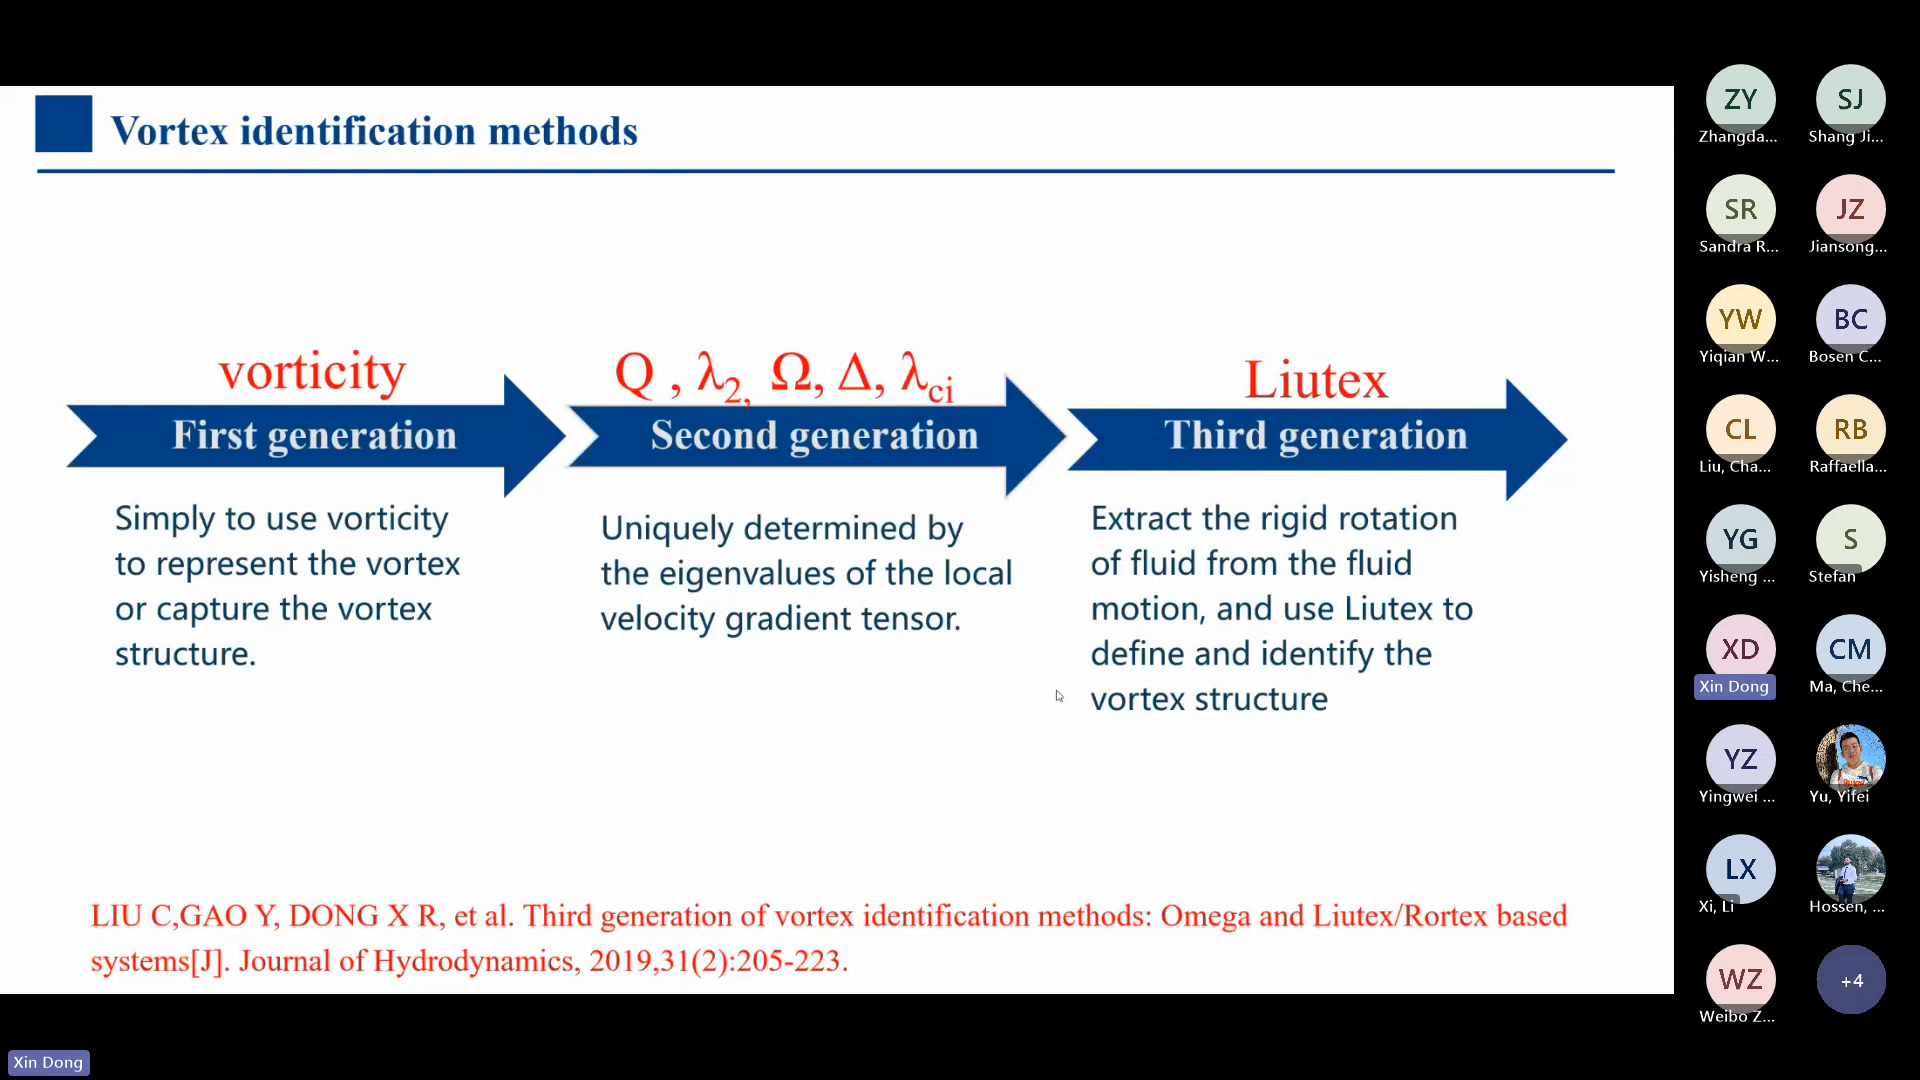 Vortex identification methods
vorticity
First generation
Simply to use vorticity
to represent the vortex
or capture the vortex
structure.
Q , λ2, Ω, Δ, λci
Second generation
Uniquely determined by
the eigenvalues of the local
velocity gradient tensor.
Liutex
Third generation
Extract the rigid rotation
of fluid from the fluid
motion, and use Liutex to
define and identify the
vortex structure
LIU C,GAO Y, DONG X R, et al. Third generation of vortex identification methods: Omega and Liutex/Rortex based
systems[J]. Journal of Hydrodynamics, 2019,31(2):205-223.
ZY
Zhangda...
SJ
Shang Ji...
SR
Sandra R...
JZ
Jiansong...
YW
Yiqian W...
BC
Bosen C...
CL
Liu, Cha...
RB
Raffaella...
YG
Yisheng ...
S
Stefan
XD
Xin Dong
CM
Ma, Che...
YZ
Yingwei ...
Yu, Yifei
LX
Xi, Li
Hossen, ...
WZ
Weibo Z...
+4
Xin Dong